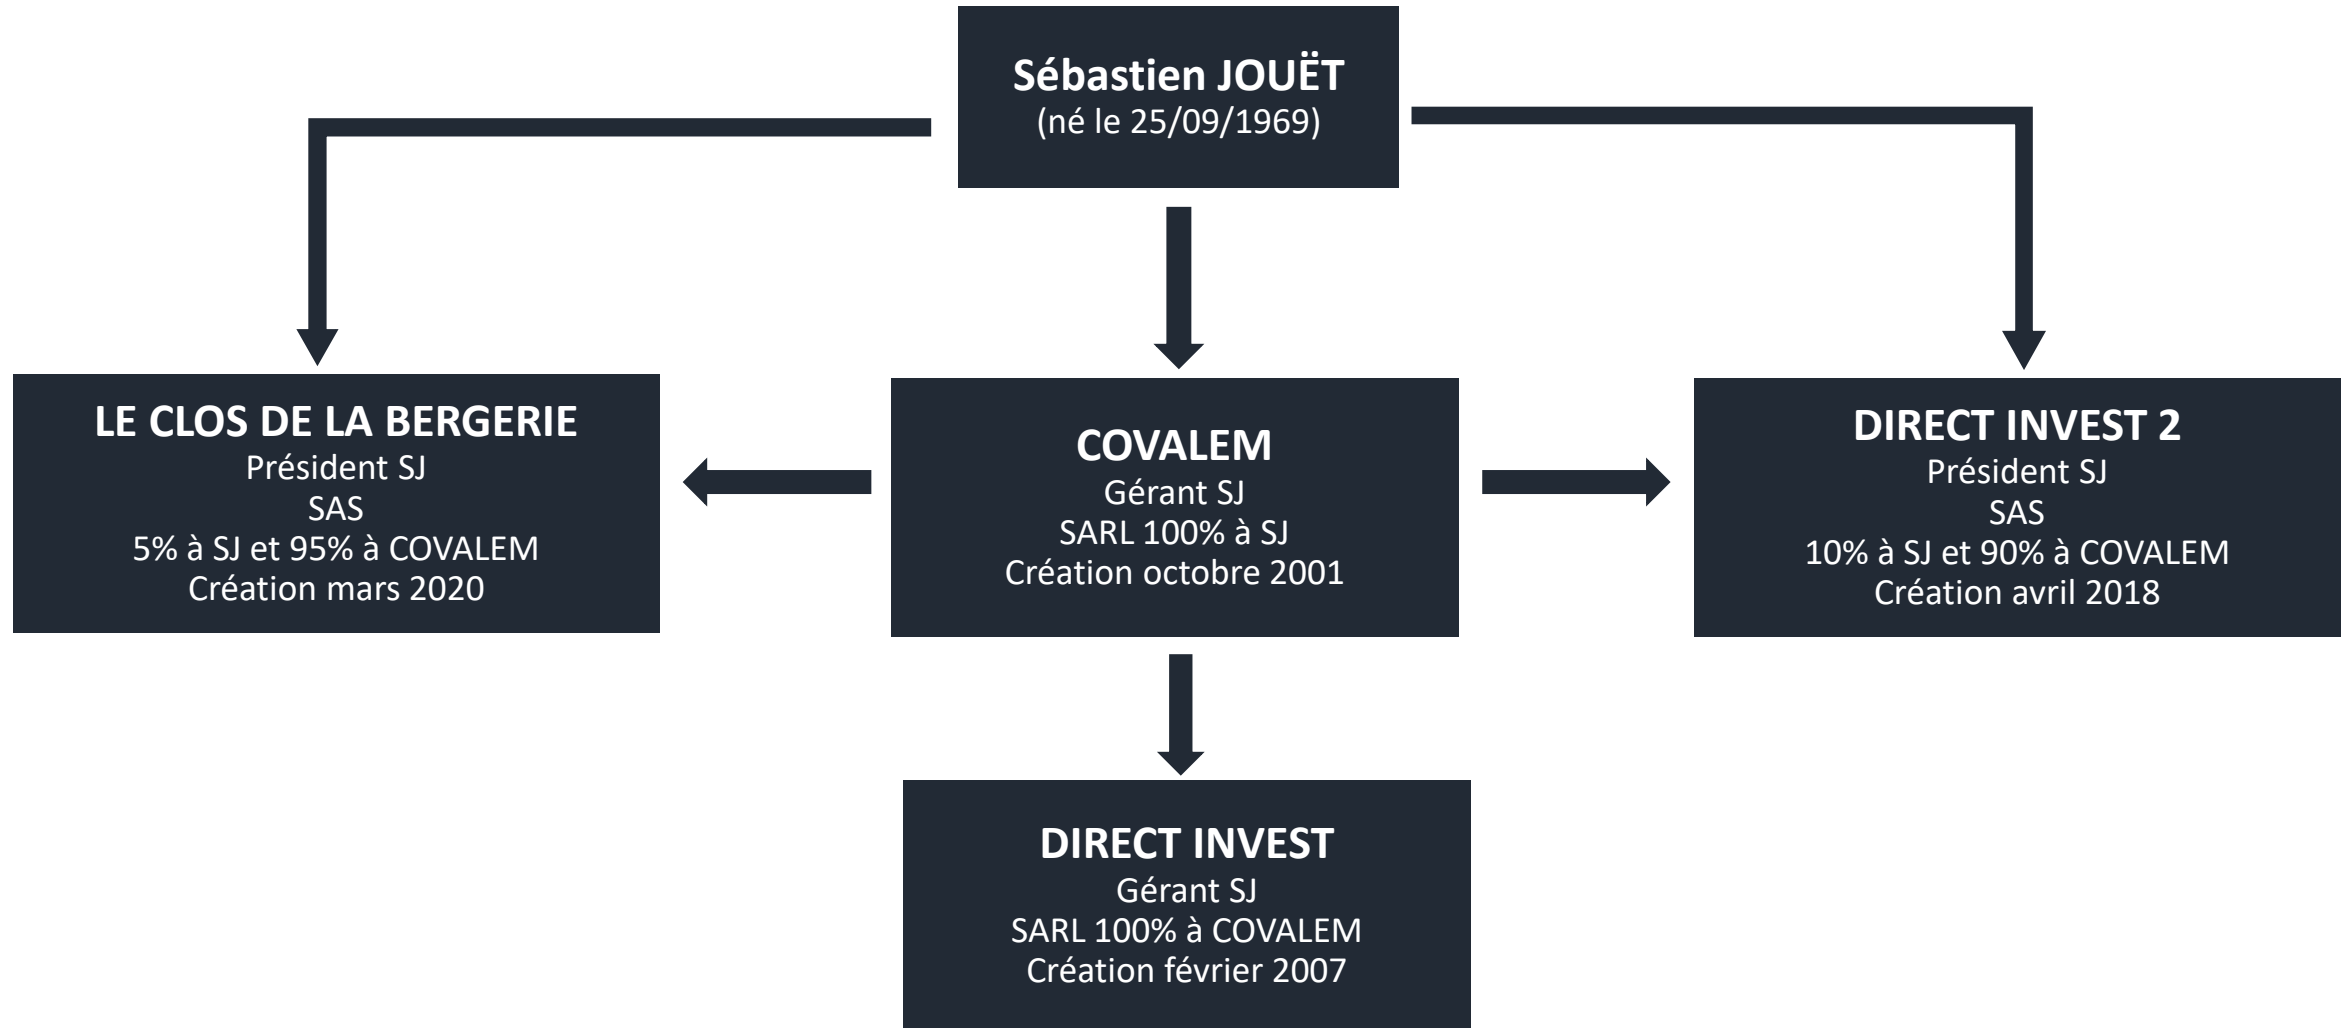 Sébastien JOUËT
(né le 25/09/1969)
LE CLOS DE LA BERGERIE
Président SJ
SAS
5% à SJ et 95% à COVALEM
Création mars 2020
COVALEM
Gérant SJ
SARL 100% à SJ
Création octobre 2001
DIRECT INVEST 2
Président SJ
SAS
10% à SJ et 90% à COVALEM
Création avril 2018
DIRECT INVEST
Gérant SJ
SARL 100% à COVALEM
Création février 2007